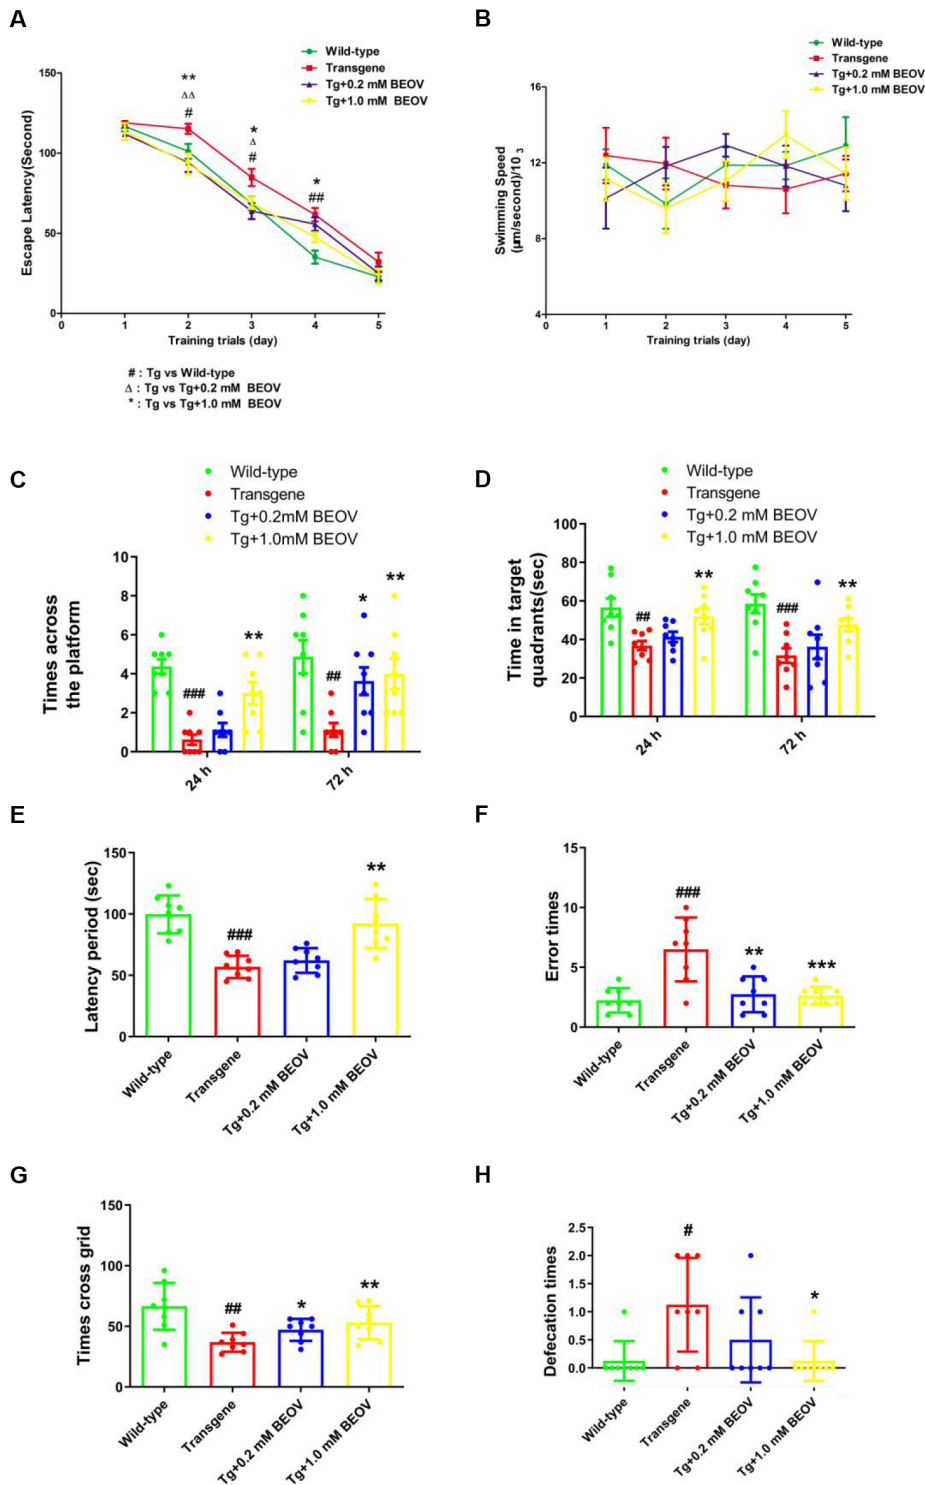 A
Wild-type
Transgene
Tg+0.2 mM BEOV
Tg+1.0 mM BEOV
Escape Latency(Second)
150
100
50
0
**
ΔΔ
#
*
Δ
#
*
##
0 1 2 3 4 5
Training trials (day)
# : Tg vs Wild-type
Δ : Tg vs Tg+0.2 mM BEOV
* : Tg vs Tg+1.0 mM BEOV
B
Wild-type
Transgene
Tg+0.2 mM BEOV
Tg+1.0 mM BEOV
Swimming Speed
(μm/second)/10 3
16
12
8
4
0 1 2 3 4 5
Training trials (day)
C
Wild-type
Transgene
Tg+0.2mM BEOV
Tg+1.0mM BEOV
Times across
the platform
10
8
6
4
2
0
###
**
##
*
**
24 h
72 h
D
Wild-type
Transgene
Tg+0.2 mM BEOV
Tg+1.0 mM BEOV
Time in target
quadrants(sec)
100
80
60
40
20
0
##
**
###
**
24 h
72 h
E
Latency period (sec)
150
100
50
0
###
**
Wild-type
Transgene
Tg+0.2 mM BEOV
Tg+1.0 mM BEOV
F
Error times
15
10
5
0
###
**
***
Wild-type
Transgene
Tg+0.2 mM BEOV
Tg+1.0 mM BEOV
G
Times cross grid
150
100
50
0
##
*
**
Wild-type
Transgene
Tg+0.2 mM BEOV
Tg+1.0 mM BEOV
H
Defecation times
2.5
2.0
1.5
1.0
0.5
0.0
#
*
Wild-type
Transgene
Tg+0.2 mM BEOV
Tg+1.0 mM BEOV